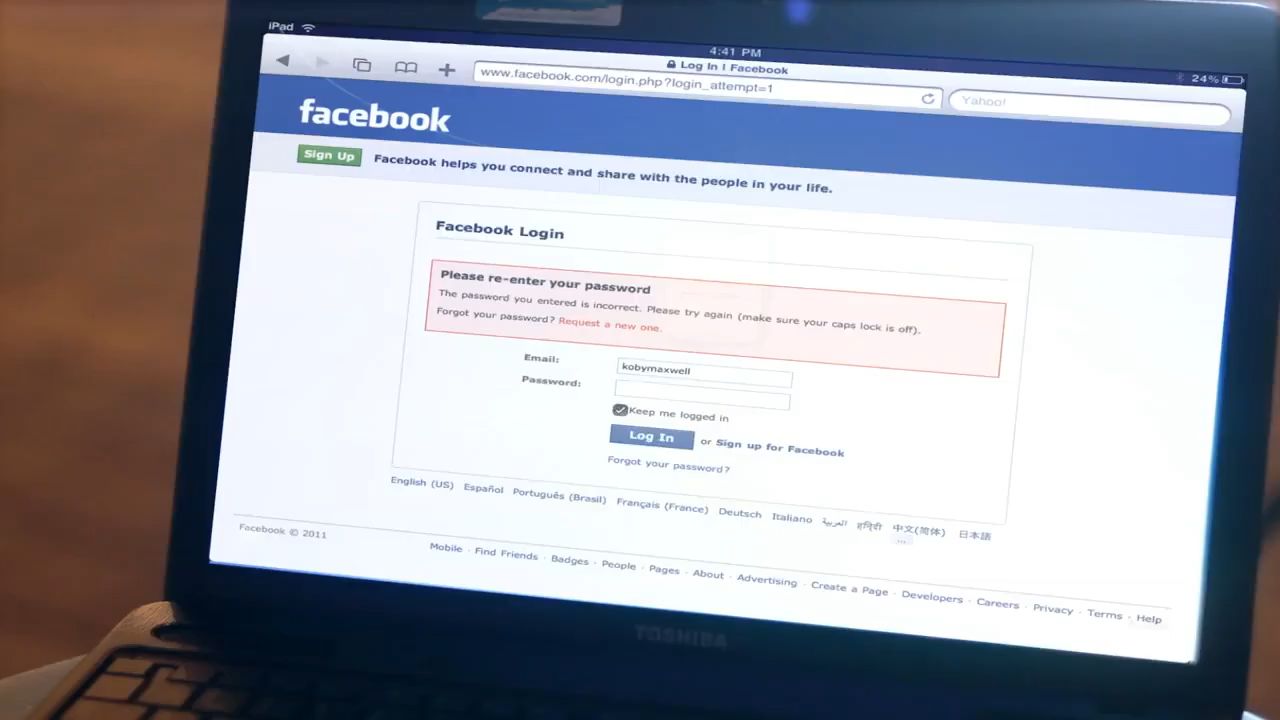 iPad
4:41 PM
24%
Log In | Facebook
www.facebook.com/login.php?login_attempt=1
Yahoo!
facebook
Sign Up
Facebook helps you connect and share with the people in your life.
Facebook Login
Please re-enter your password
The password you entered is incorrect. Please try again (make sure your caps lock is off).
Forgot your password? Request a new one.
Email: kobymaxwell
Password:
Keep me logged in
Log In or Sign up for Facebook
Forgot your password?
English (US) Español Português (Brasil) Français (France) Deutsch Italiano العربية हिन्दी 中文(简体) 日本語
...
Facebook © 2011
Mobile · Find Friends · Badges · People · Pages · About · Advertising · Create a Page · Developers · Careers · Privacy · Terms · Help
TOSHIBA